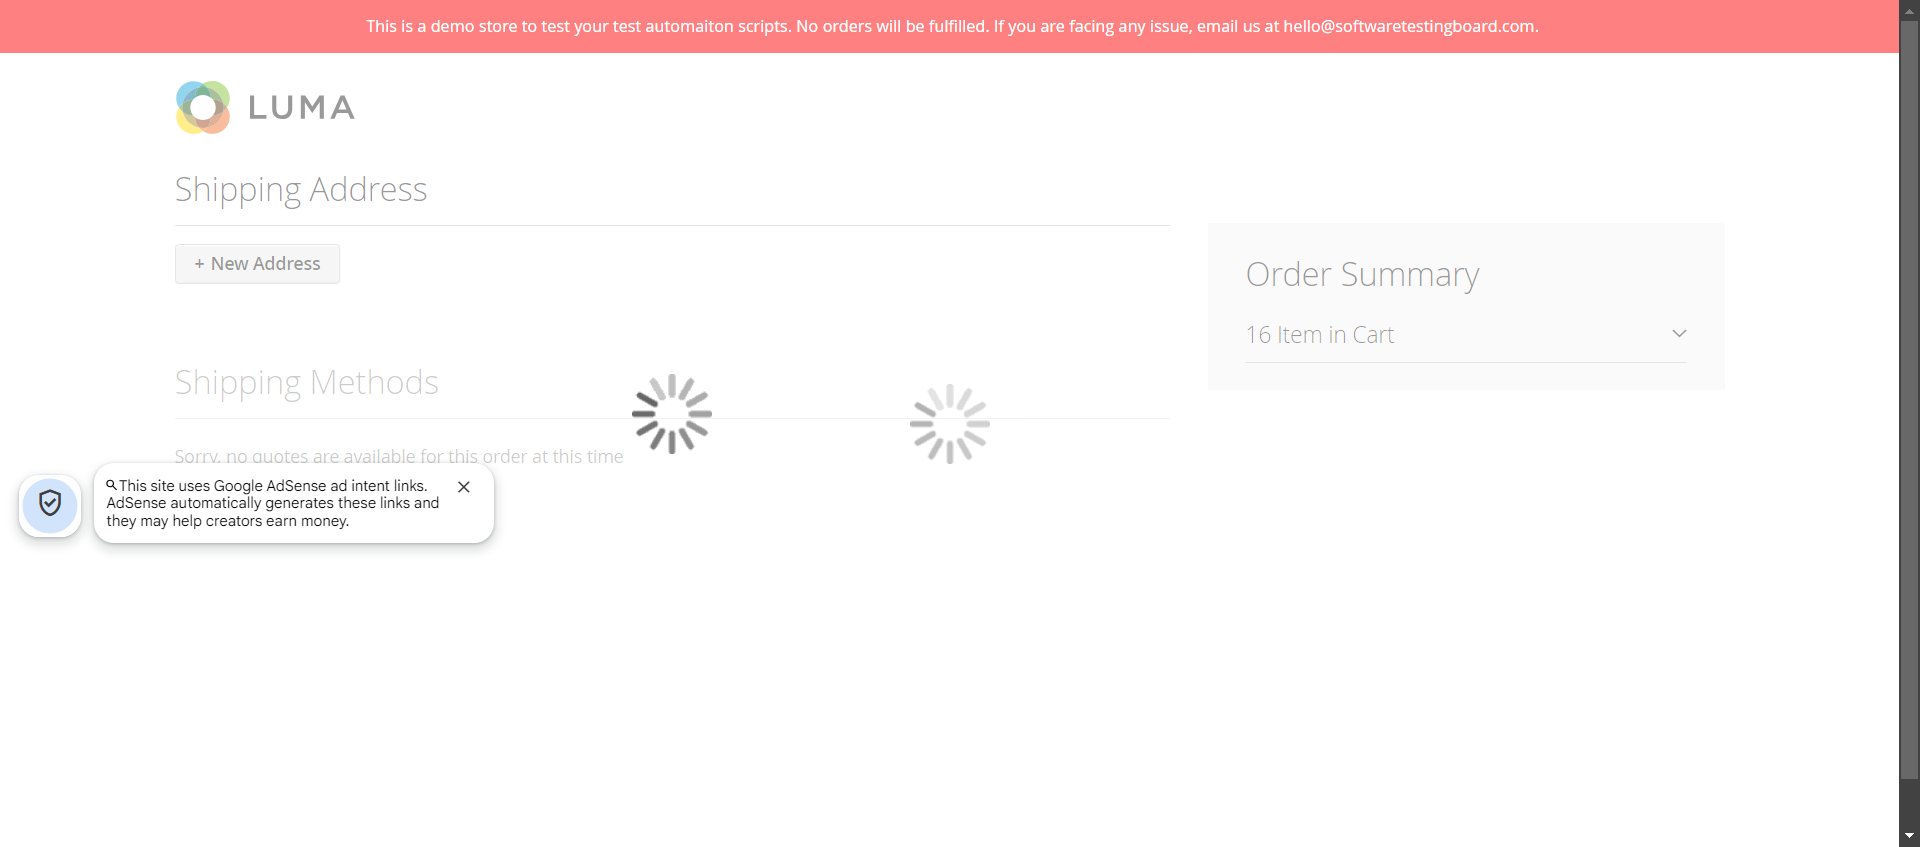 This is a demo store to test your test automaiton scripts. No orders will be fulfilled. If you are facing any issue, email us at hello@softwaretestingboard.com.
LUMA
Shipping Address
+ New Address
Order Summary
16 Item in Cart
Shipping Methods
Sorry, no quotes are available for this order at this time
This site uses Google AdSense ad intent links.
AdSense automatically generates these links and
they may help creators earn money.